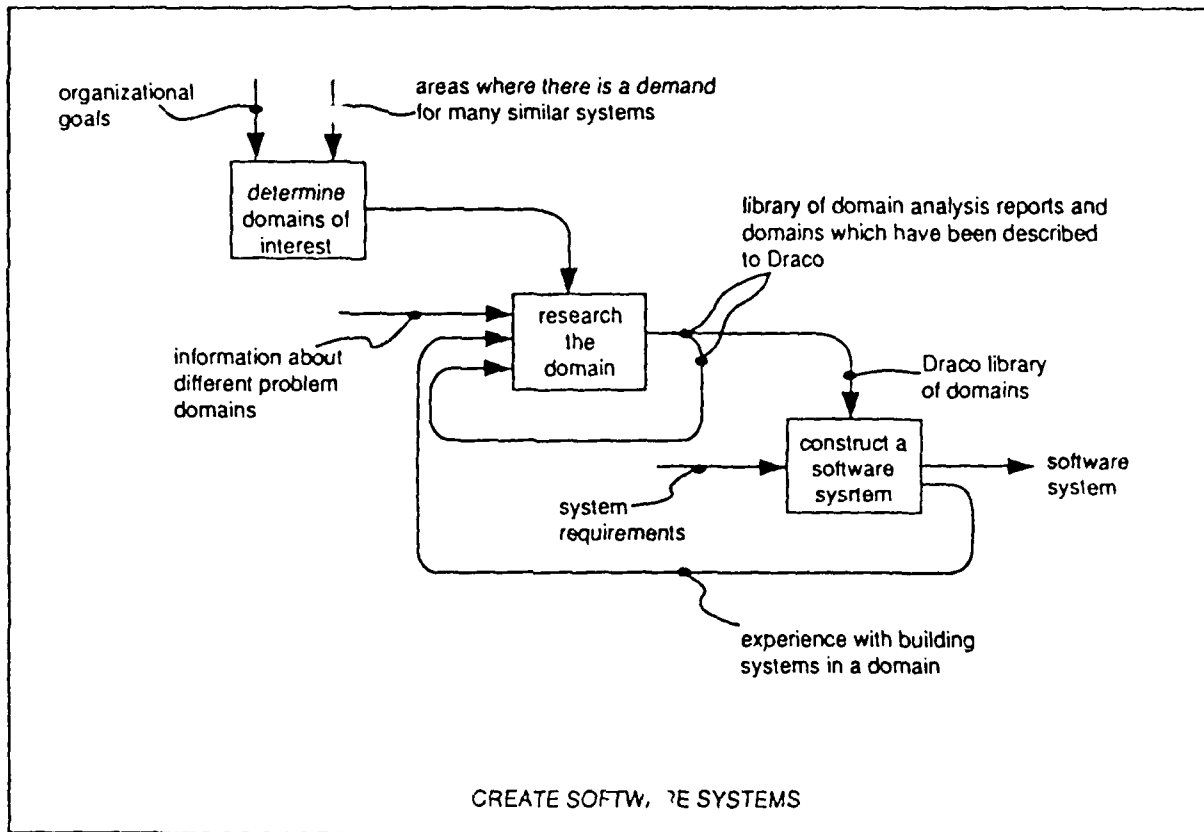 organizational
goals
areas where there is a demand
for many similar systems
determine
domains of
interest
library of domain analysis reports and
domains which have been described
to Draco
research
the
domain
information about
different problem
domains
Draco library
of domains
construct a
software
sysrtem
software
system
system
requirements
experience with building
systems in a domain
CREATE SYSTEMS